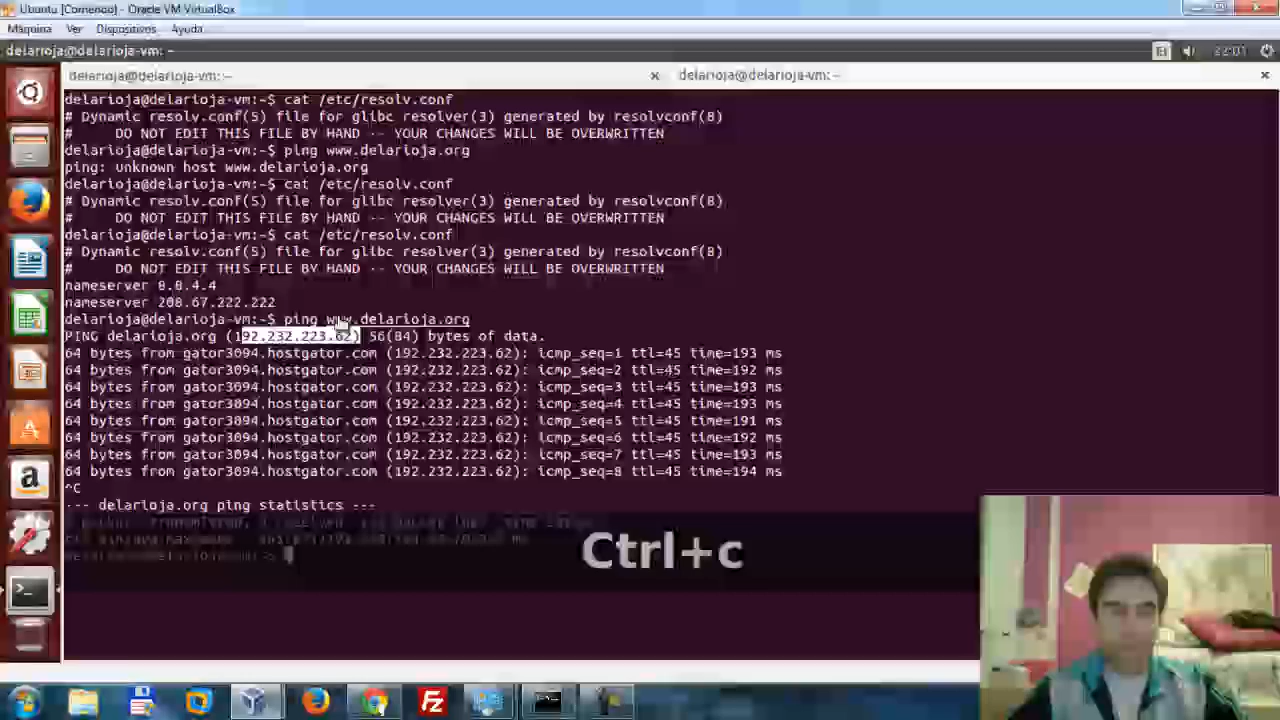 Ubuntu [Corriendo] - Oracle VM VirtualBox
Máquina Ver Dispositivos Ayuda
delarioja@delarioja-vm: ~
22:01
delarioja@delarioja-vm: ~
delarioja@delarioja-vm: ~
delarioja@delarioja-vm:~$ cat /etc/resolv.conf
# Dynamic resolv.conf(5) file for glibc resolver(3) generated by resolvconf(8)
# DO NOT EDIT THIS FILE BY HAND -- YOUR CHANGES WILL BE OVERWRITTEN
delarioja@delarioja-vm:~$ ping www.delarioja.org
ping: unknown host www.delarioja.org
delarioja@delarioja-vm:~$ cat /etc/resolv.conf
# Dynamic resolv.conf(5) file for glibc resolver(3) generated by resolvconf(8)
# DO NOT EDIT THIS FILE BY HAND -- YOUR CHANGES WILL BE OVERWRITTEN
delarioja@delarioja-vm:~$ cat /etc/resolv.conf
# Dynamic resolv.conf(5) file for glibc resolver(3) generated by resolvconf(8)
# DO NOT EDIT THIS FILE BY HAND -- YOUR CHANGES WILL BE OVERWRITTEN
nameserver 8.8.4.4
nameserver 208.67.222.222
delarioja@delarioja-vm:~$ ping www.delarioja.org
PING delarioja.org (192.232.223.62) 56(84) bytes of data.
64 bytes from gator3094.hostgator.com (192.232.223.62): icmp_seq=1 ttl=45 time=193 ms
64 bytes from gator3094.hostgator.com (192.232.223.62): icmp_seq=2 ttl=45 time=192 ms
64 bytes from gator3094.hostgator.com (192.232.223.62): icmp_seq=3 ttl=45 time=193 ms
64 bytes from gator3094.hostgator.com (192.232.223.62): icmp_seq=4 ttl=45 time=193 ms
64 bytes from gator3094.hostgator.com (192.232.223.62): icmp_seq=5 ttl=45 time=191 ms
64 bytes from gator3094.hostgator.com (192.232.223.62): icmp_seq=6 ttl=45 time=192 ms
64 bytes from gator3094.hostgator.com (192.232.223.62): icmp_seq=7 ttl=45 time=193 ms
64 bytes from gator3094.hostgator.com (192.232.223.62): icmp_seq=8 ttl=45 time=194 ms
^C
--- delarioja.org ping statistics ---
Ctrl+c